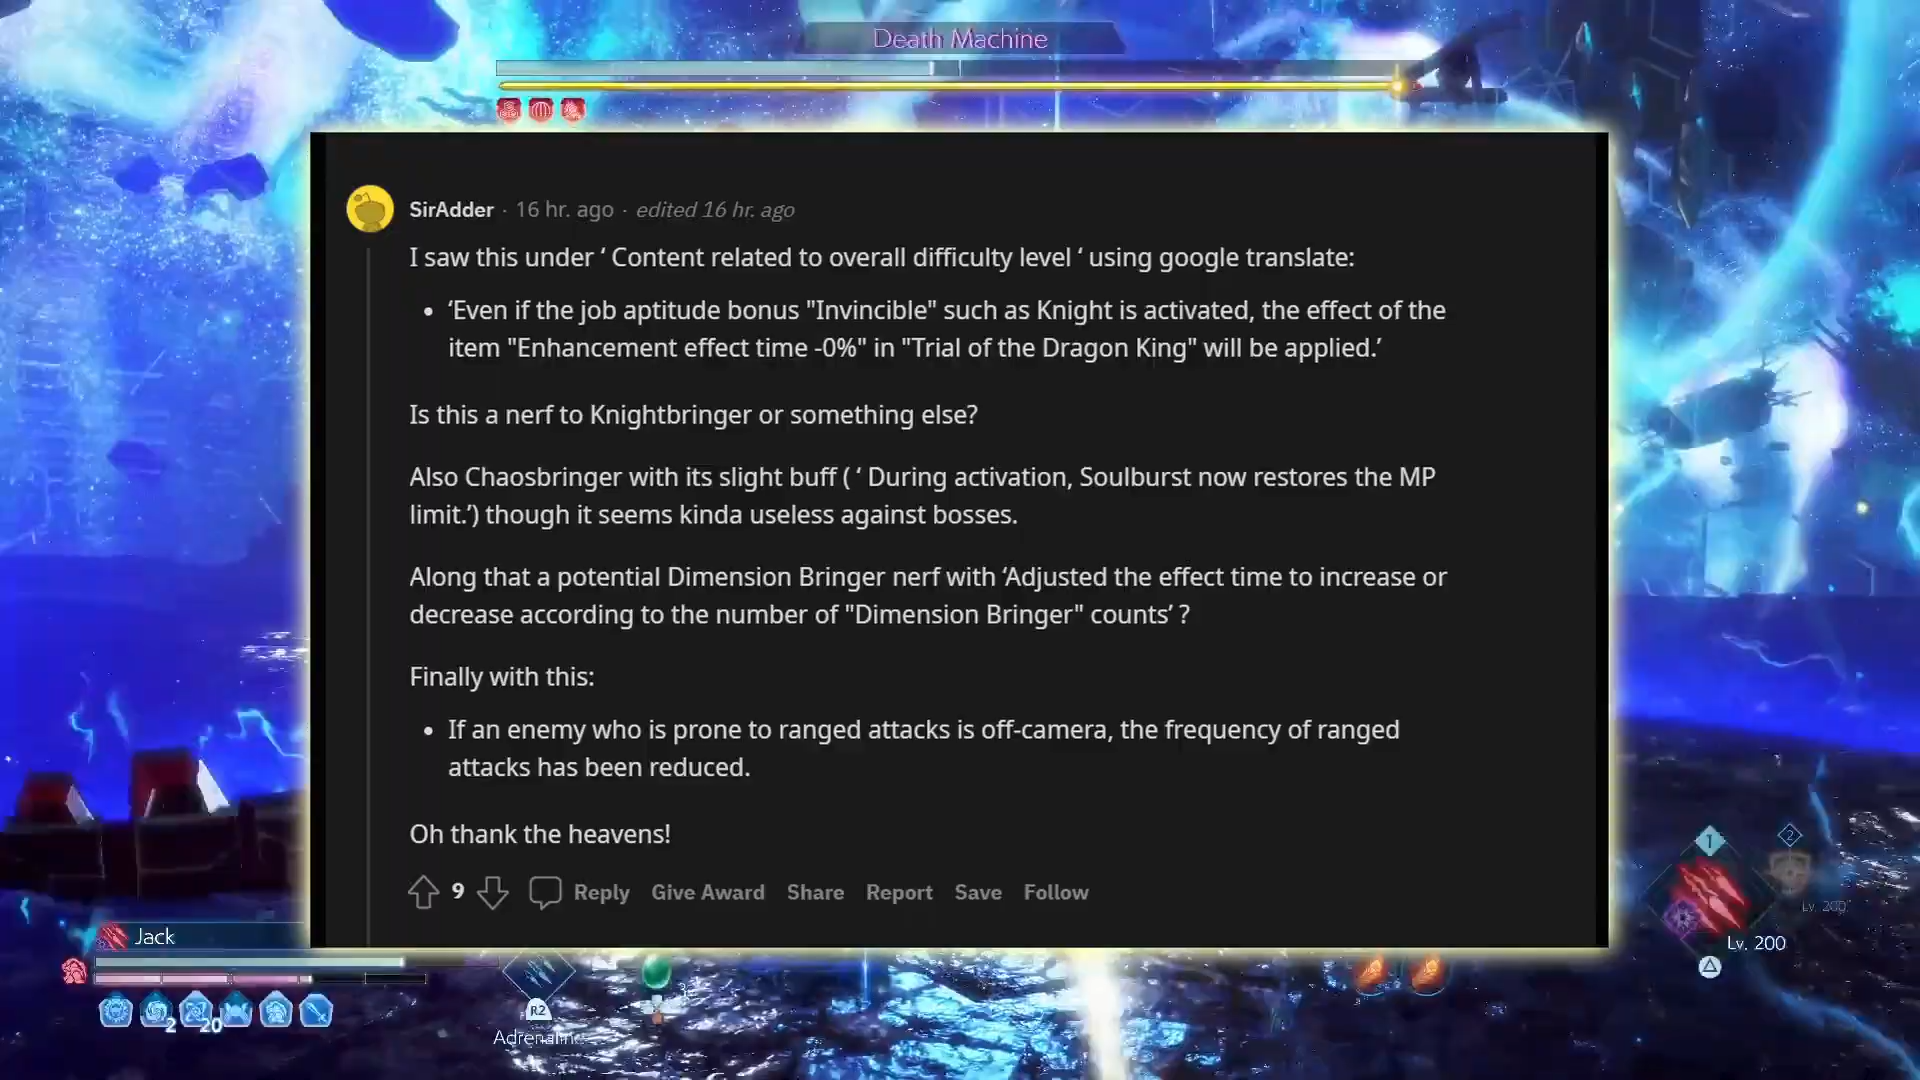 Death Machine
SirAdder · 16 hr. ago · edited 16 hr. ago
I saw this under ‘ Content related to overall difficulty level ‘ using google translate:
• ‘Even if the job aptitude bonus "Invincible" such as Knight is activated, the effect of the
item "Enhancement effect time -0%" in "Trial of the Dragon King" will be applied.’
Is this a nerf to Knightbringer or something else?
Also Chaosbringer with its slight buff ( ‘ During activation, Soulburst now restores the MP
limit.’) though it seems kinda useless against bosses.
Along that a potential Dimension Bringer nerf with ‘Adjusted the effect time to increase or
decrease according to the number of "Dimension Bringer" counts’ ?
Finally with this:
• If an enemy who is prone to ranged attacks is off-camera, the frequency of ranged
attacks has been reduced.
Oh thank the heavens!
9 Reply Give Award Share Report Save Follow
1 2
Lv. 200
Lv. 200
Jack
2 20
R2
Adrenaline